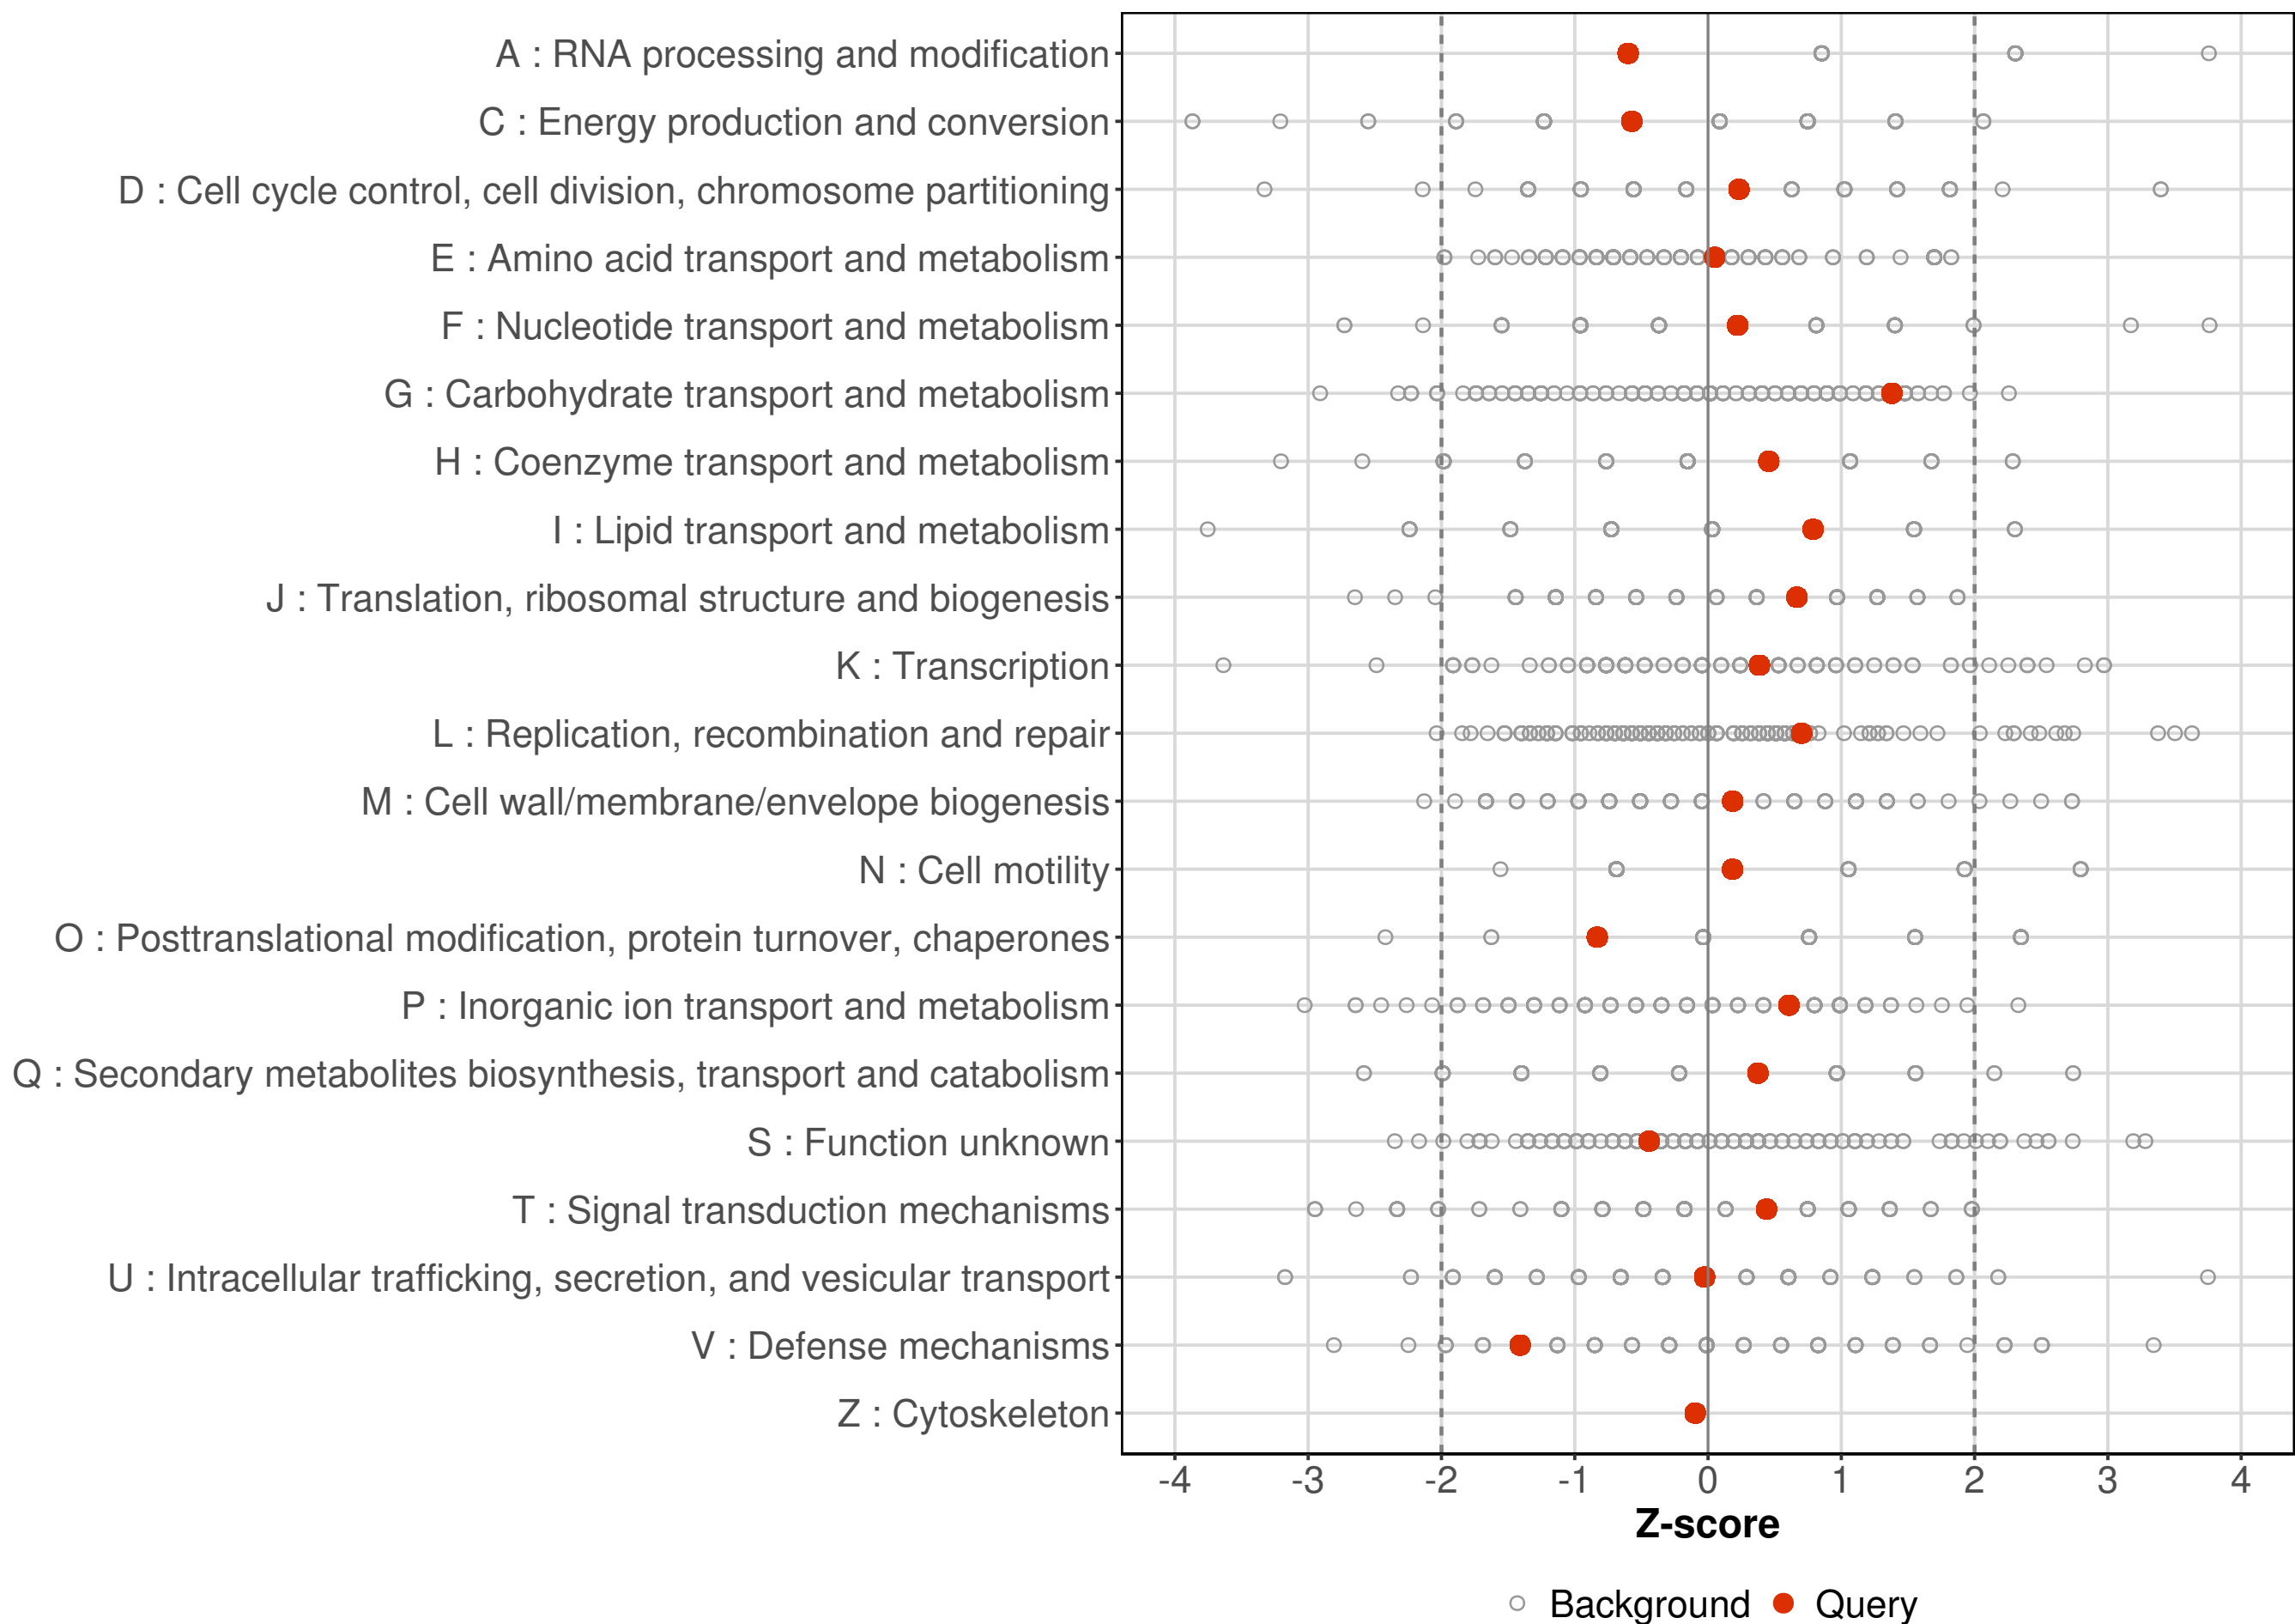 A : RNA processing and modification
C : Energy production and conversion
D : Cell cycle control, cell division, chromosome partitioning
E : Amino acid transport and metabolism
F : Nucleotide transport and metabolism
G : Carbohydrate transport and metabolism
H : Coenzyme transport and metabolism
I : Lipid transport and metabolism
J : Translation, ribosomal structure and biogenesis
K : Transcription
L : Replication, recombination and repair
M : Cell wall/membrane/envelope biogenesis
N : Cell motility
O : Posttranslational modification, protein turnover, chaperones
P : Inorganic ion transport and metabolism
Q : Secondary metabolites biosynthesis, transport and catabolism
S : Function unknown
T : Signal transduction mechanisms
U : Intracellular trafficking, secretion, and vesicular transport
V : Defense mechanisms
Z : Cytoskeleton
-4 -3 -2 -1 0 1 2 3 4
Z-score
Background Query